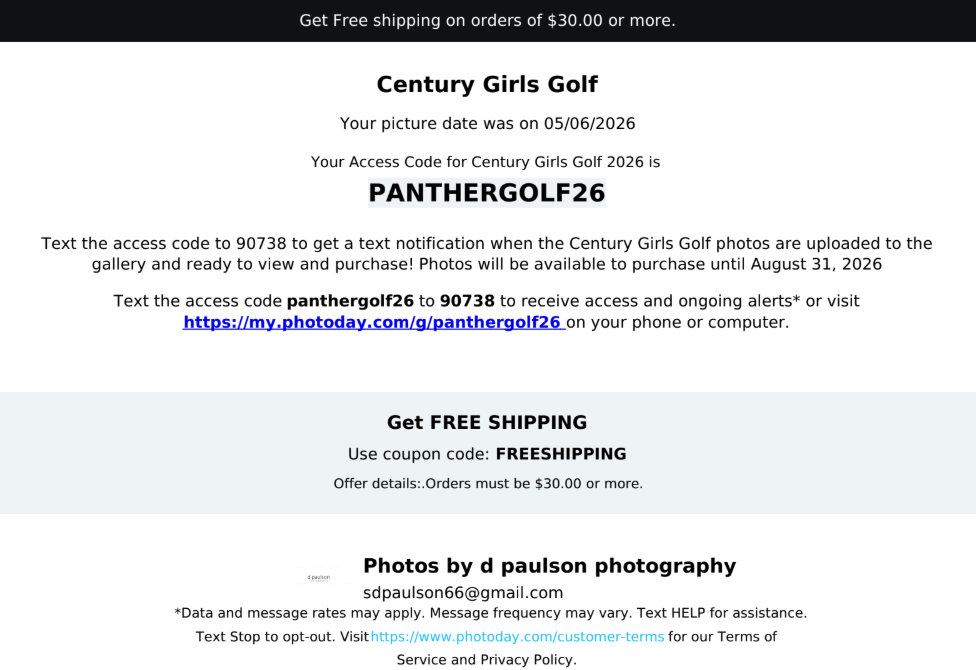 Get Free shipping on orders of $30.00 or more.
Century Girls Golf
Your picture date was on 05/06/2026
Your Access Code for Century Girls Golf 2026 is
PANTHERGOLF26
Text the access code to 90738 to get a text notification when the Century Girls Golf photos are uploaded to the
gallery and ready to view and purchase! Photos will be available to purchase until August 31, 2026
Text the access code panthergolf26 to 90738 to receive access and ongoing alerts* or visit
https://my.photoday.com/g/panthergolf26 on your phone or computer.
Get FREE SHIPPING
Use coupon code: FREESHIPPING
Offer details:.Orders must be $30.00 or more.
d paulson
Photos by d paulson photography
sdpaulson66@gmail.com
*Data and message rates may apply. Message frequency may vary. Text HELP for assistance.
Text Stop to opt-out. Visit https://www.photoday.com/customer-terms for our Terms of
Service and Privacy Policy.